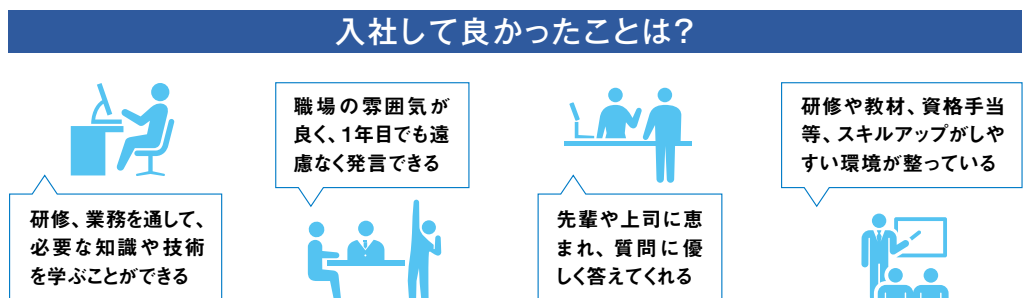 入社して良かったことは？
研修、業務を通して、
必要な知識や技術
を学ぶことができる
職場の雰囲気が
良く、1年目でも遠
慮なく発言できる
先輩や上司に恵
まれ、質問に優
しく答えてくれる
研修や教材、資格手当
等、スキルアップがしや
すい環境が整っている